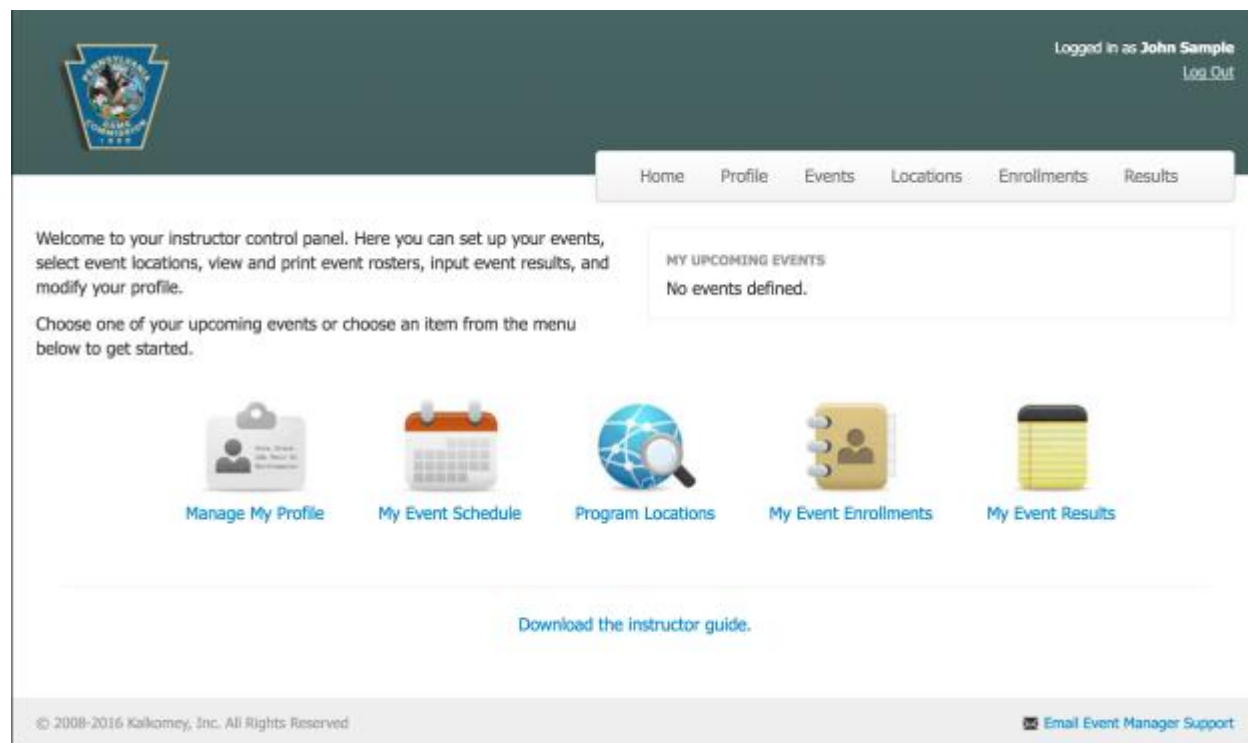 PENNSYLVANIA
GAME
COMMISSION
Logged in as John Sample
Log Out
Home Profile Events Locations Enrollments Results
Welcome to your instructor control panel. Here you can set up your events,
select event locations, view and print event rosters, input event results, and
modify your profile.
Choose one of your upcoming events or choose an item from the menu
below to get started.
MY UPCOMING EVENTS
No events defined.
Manage My Profile My Event Schedule Program Locations My Event Enrollments My Event Results
Download the instructor guide.
© 2008-2016 Kalkomey, Inc. All Rights Reserved
Email Event Manager Support